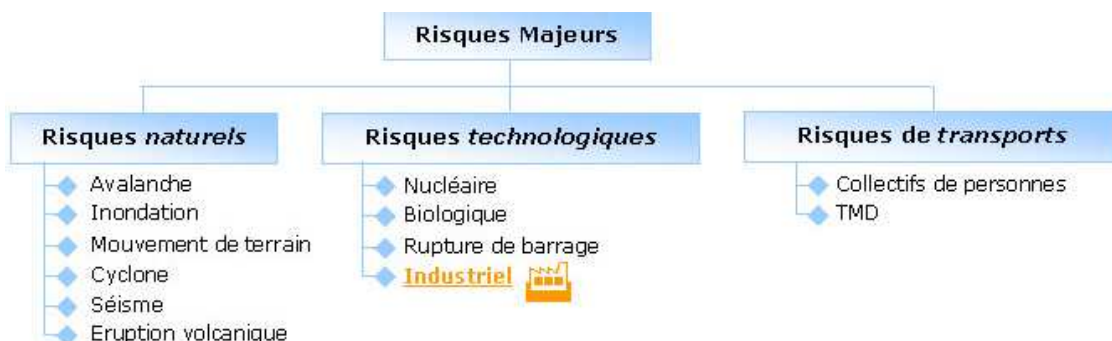 Risques Majeurs
Risques naturels
Avalanche
Inondation
Mouvement de terrain
Cyclone
Séisme
Eruption volcanique
Risques technologiques
Nucléaire
Biologique
Rupture de barrage
Industriel
Risques de transports
Collectifs de personnes
TMD